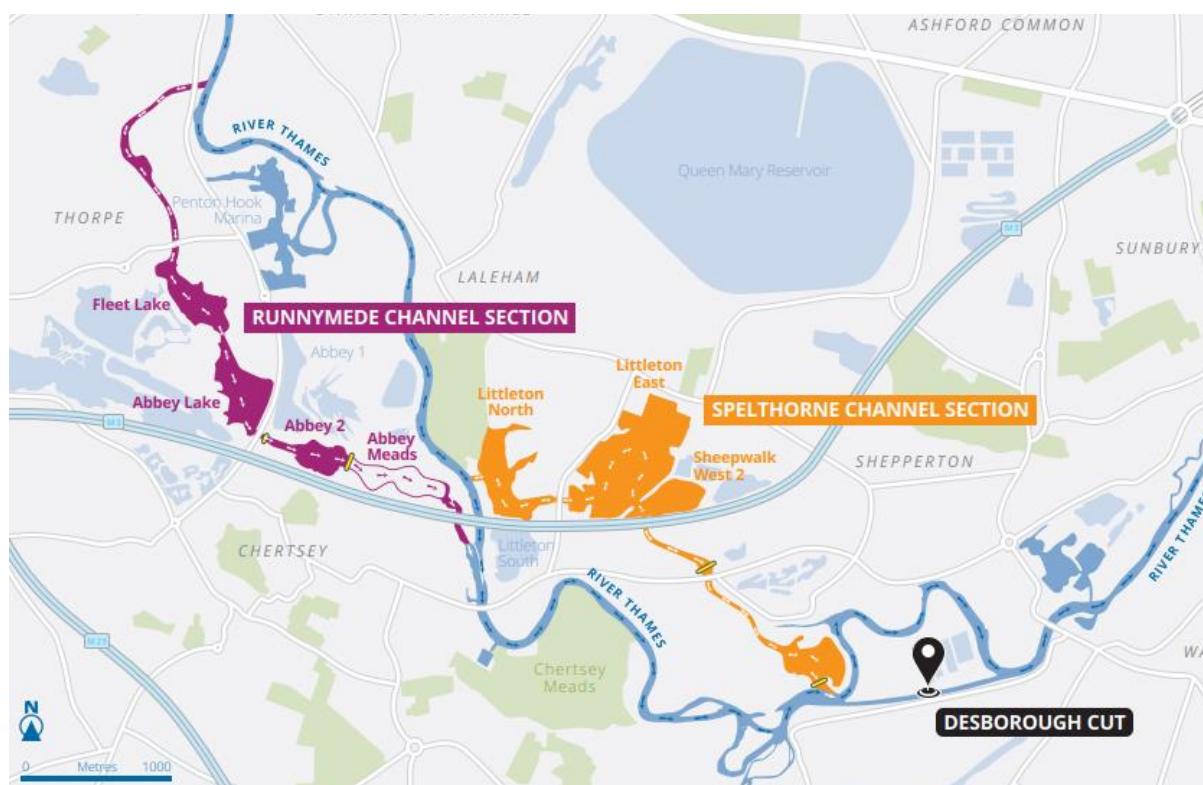 ASHFORD COMMON
RIVER THAMES
Queen Mary Reservoir
Penton Hook
Marina
THORPE
M3
SUNBURY
LALEHAM
Fleet Lake
RUNNYMEDE CHANNEL SECTION
Abbey 1
Littleton
East
Abbey Lake
Littleton
North
SPELTHORNE CHANNEL SECTION
M3
Abbey 2
Abbey
Meads
Sheepwalk
West 2
SHEPPERTON
CHERTSEY
Littleton
South
RIVER THAMES
RIVER THAMES
M25
Chertsey
Meads
WA
N
DESBOROUGH CUT
0 Metres 1000